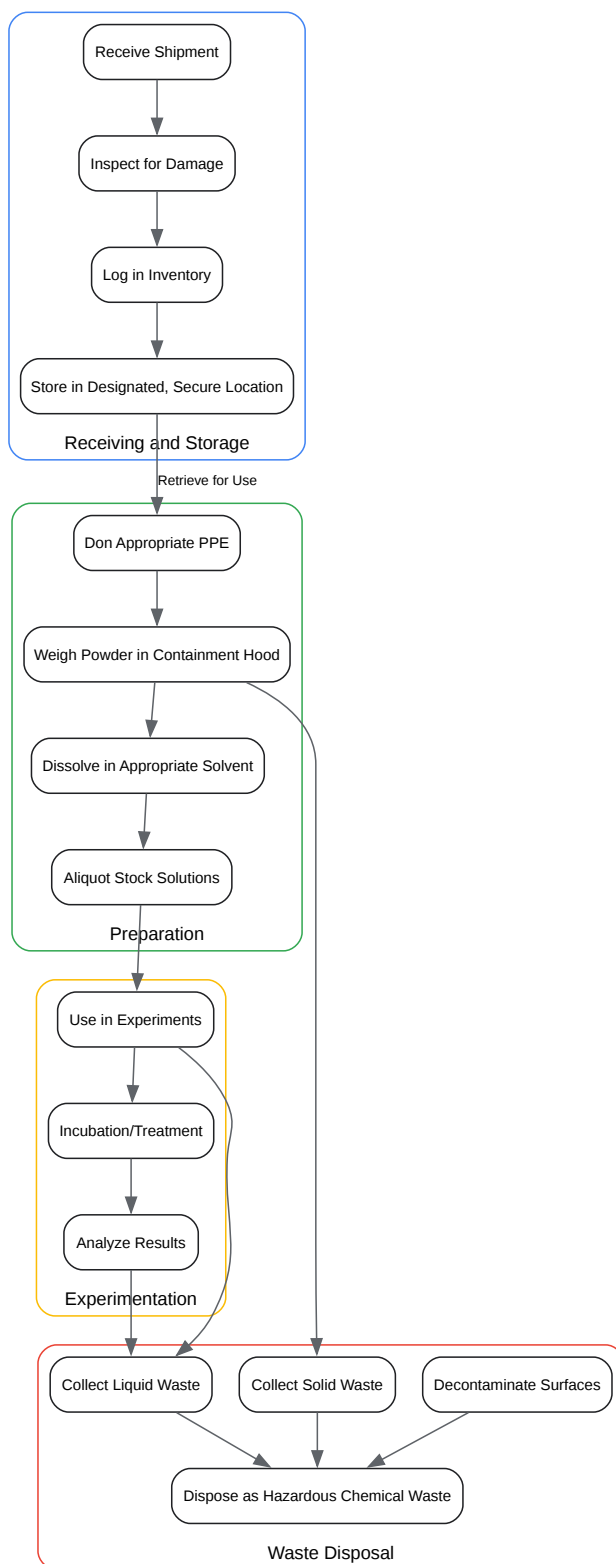 Receive Shipment
Inspect for Damage
Log in Inventory
Store in Designated, Secure Location
Receiving and Storage
Retrieve for Use
Don Appropriate PPE
Weigh Powder in Containment Hood
Dissolve in Appropriate Solvent
Aliquot Stock Solutions
Preparation
Use in Experiments
Incubation/Treatment
Analyze Results
Experimentation
Collect Liquid Waste
Collect Solid Waste
Decontaminate Surfaces
Dispose as Hazardous Chemical Waste
Waste Disposal